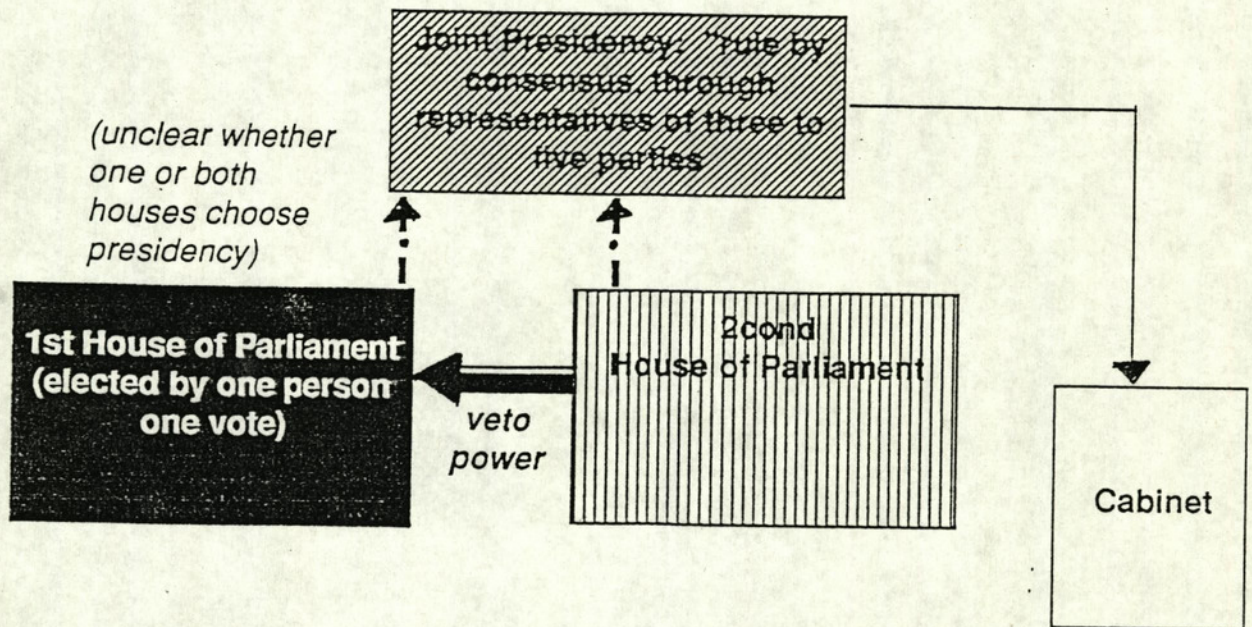 Joint Presidency: "rule by
consensus, through
representatives of three to
five parties
(unclear whether
one or both
houses choose
presidency)
1st House of Parliament
(elected by one person
one vote)
veto
power
2cond
House of Parliament
Cabinet